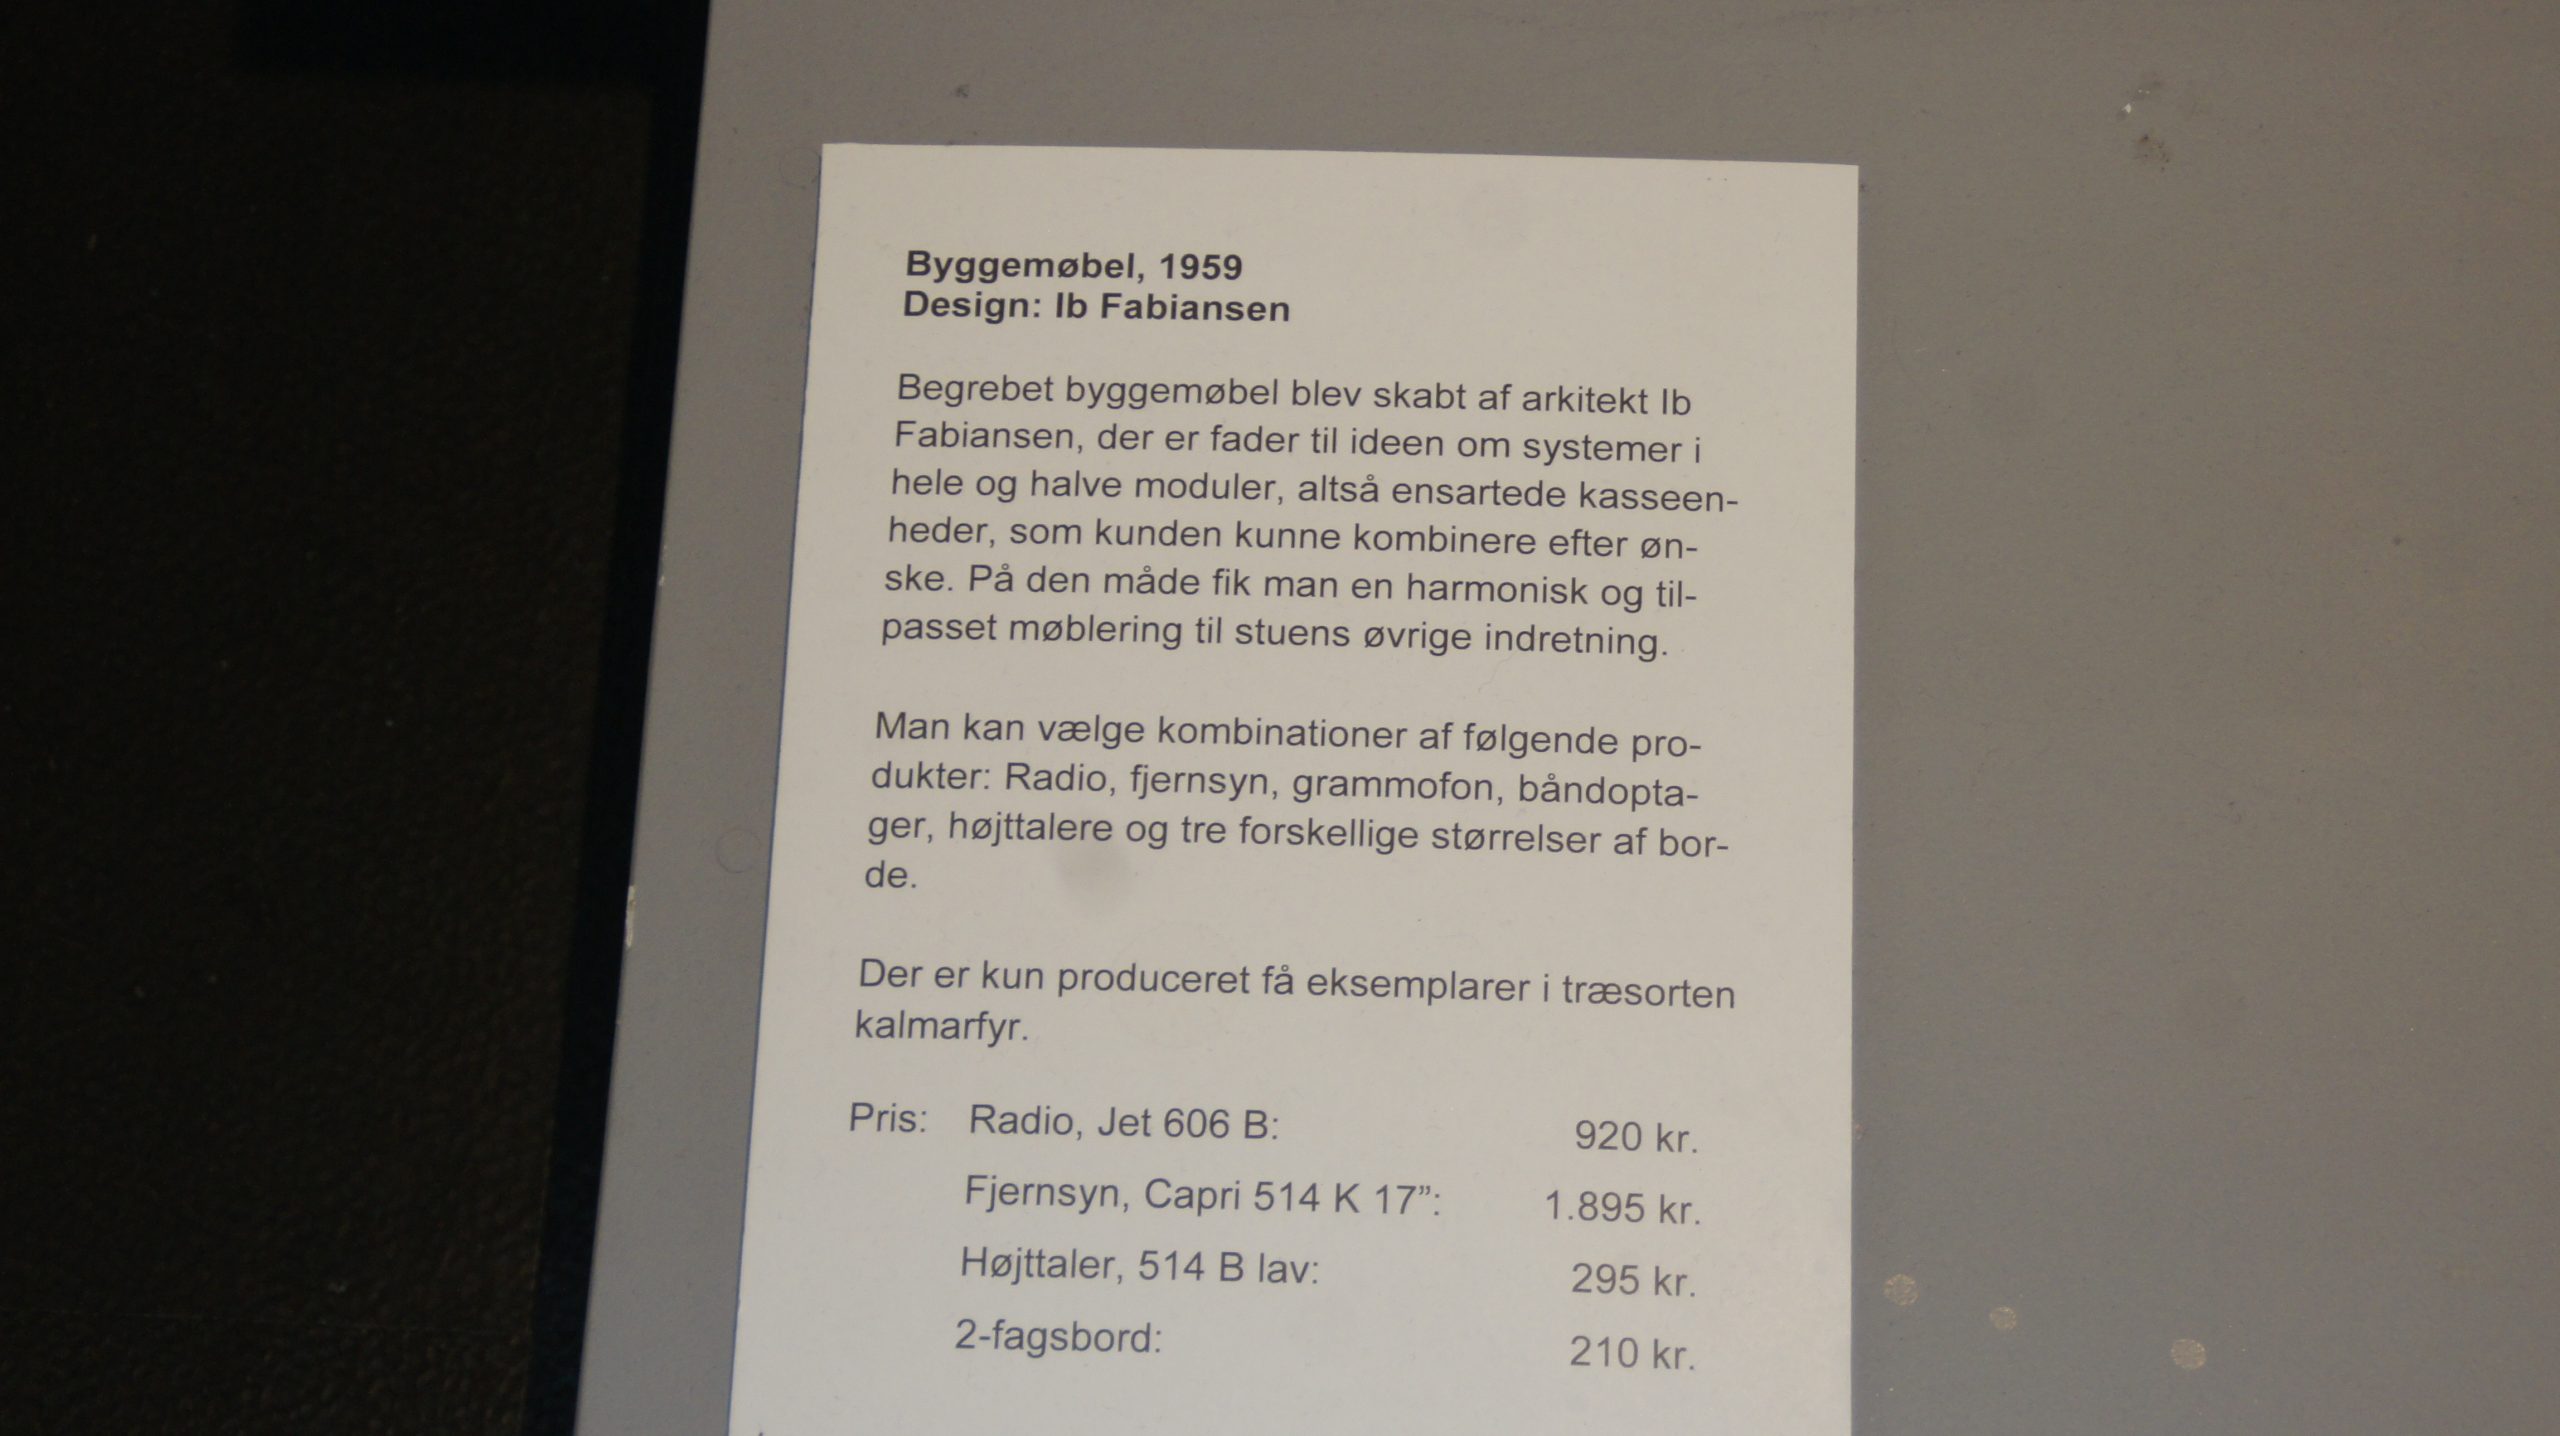 Byggemøbel, 1959
Design: Ib Fabiansen
Begrebet byggemøbel blev skabt af arkitekt Ib
Fabiansen, der er fader til ideen om systemer i
hele og halve moduler, altså ensartede kasseen-
heder, som kunden kunne kombinere efter øn-
ske. På den måde fik man en harmonisk og til-
passet møblering til stuens øvrige indretning.
Man kan vælge kombinationer af følgende pro-
dukter: Radio, fjernsyn, grammofon, båndopta-
ger, højttalere og tre forskellige størrelser af bor-
de.
Der er kun produceret få eksemplarer i træsorten
kalmarfyr.
Pris: Radio, Jet 606 B: 920 kr.
Fjernsyn, Capri 514 K 17”: 1.895 kr.
Højttaler, 514 B lav: 295 kr.
2-fagsbord: 210 kr.